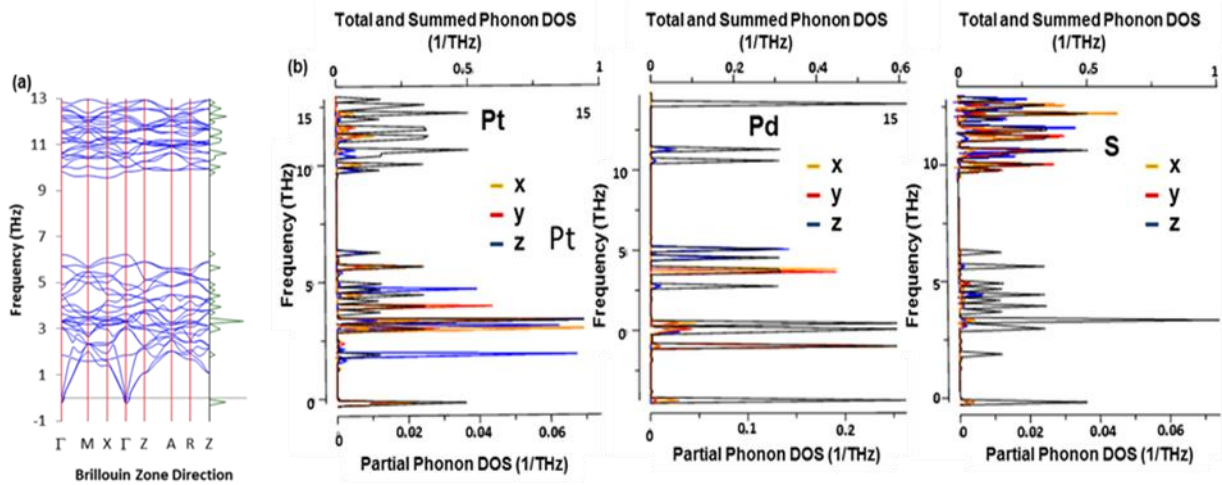 (a)
13
11
9
7
6
5
4
3
1
-1
Frequency (THz)
Γ M X Γ Z A R Z
Brillouin Zone Direction
(b)
Total and Summed Phonon DOS
(1/THz)
0 0.5 1
15
10
5
0
Frequency (THz)
Pt
15
x
y
z
Pt
0 0.02 0.04 0.06
Partial Phonon DOS (1/THz)
Total and Summed Phonon DOS
(1/THz)
0 0.2 0.4 0.6
15
10
5
0
Frequency (THz)
Pd
15
x
y
z
0 0.1 0.2
Partial Phonon DOS (1/THz)
Total and Summed Phonon DOS
(1/THz)
0 0.5 1
10
5
0
Frequency (THz)
S
x
y
z
0 0.02 0.04 0.06
Partial Phonon DOS (1/THz)